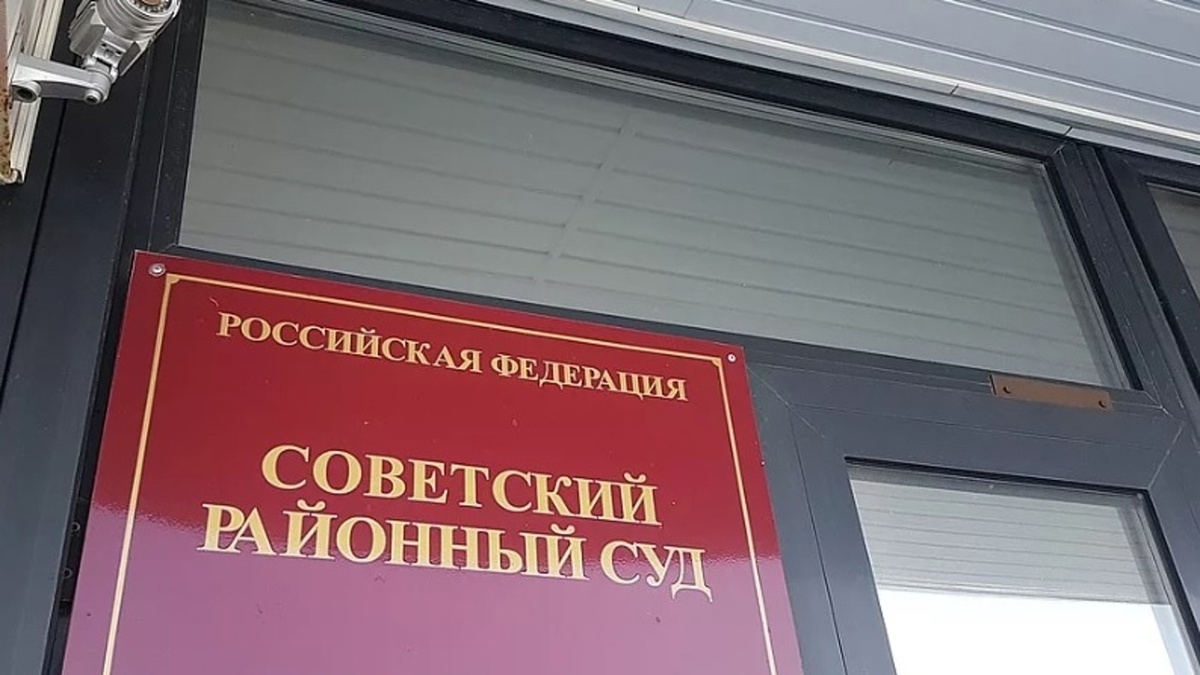 РОССИЙСКАЯ ФЕДЕРАЦИЯ
СОВЕТСКИЙ
РАЙОННЫЙ СУД